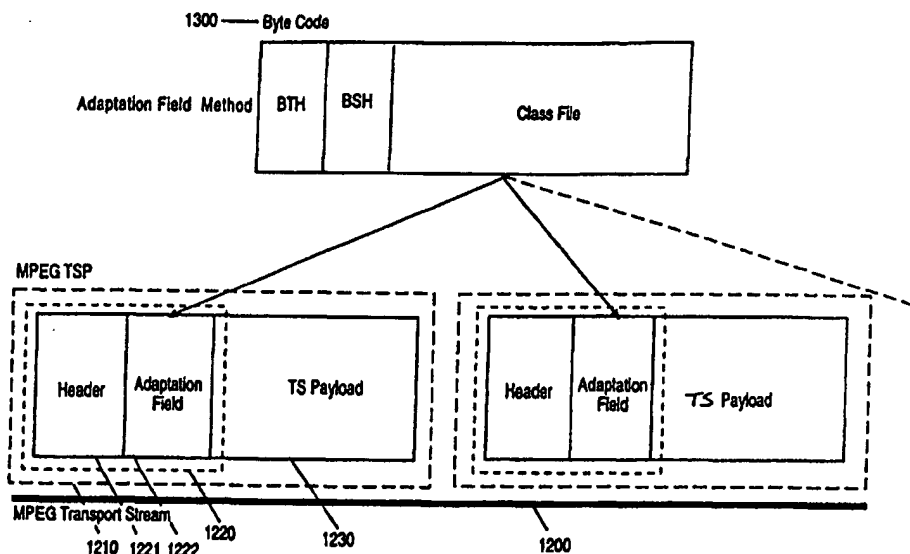 1300 Byte Code
Adaptation Field Method
BTH
BSH
Class File
MPEG TSP
Header
Adaptation
Field
TS Payload
Header
Adaptation
Field
TS Payload
MPEG Transport Stream
1210 1221 1222 1220 1230 1200